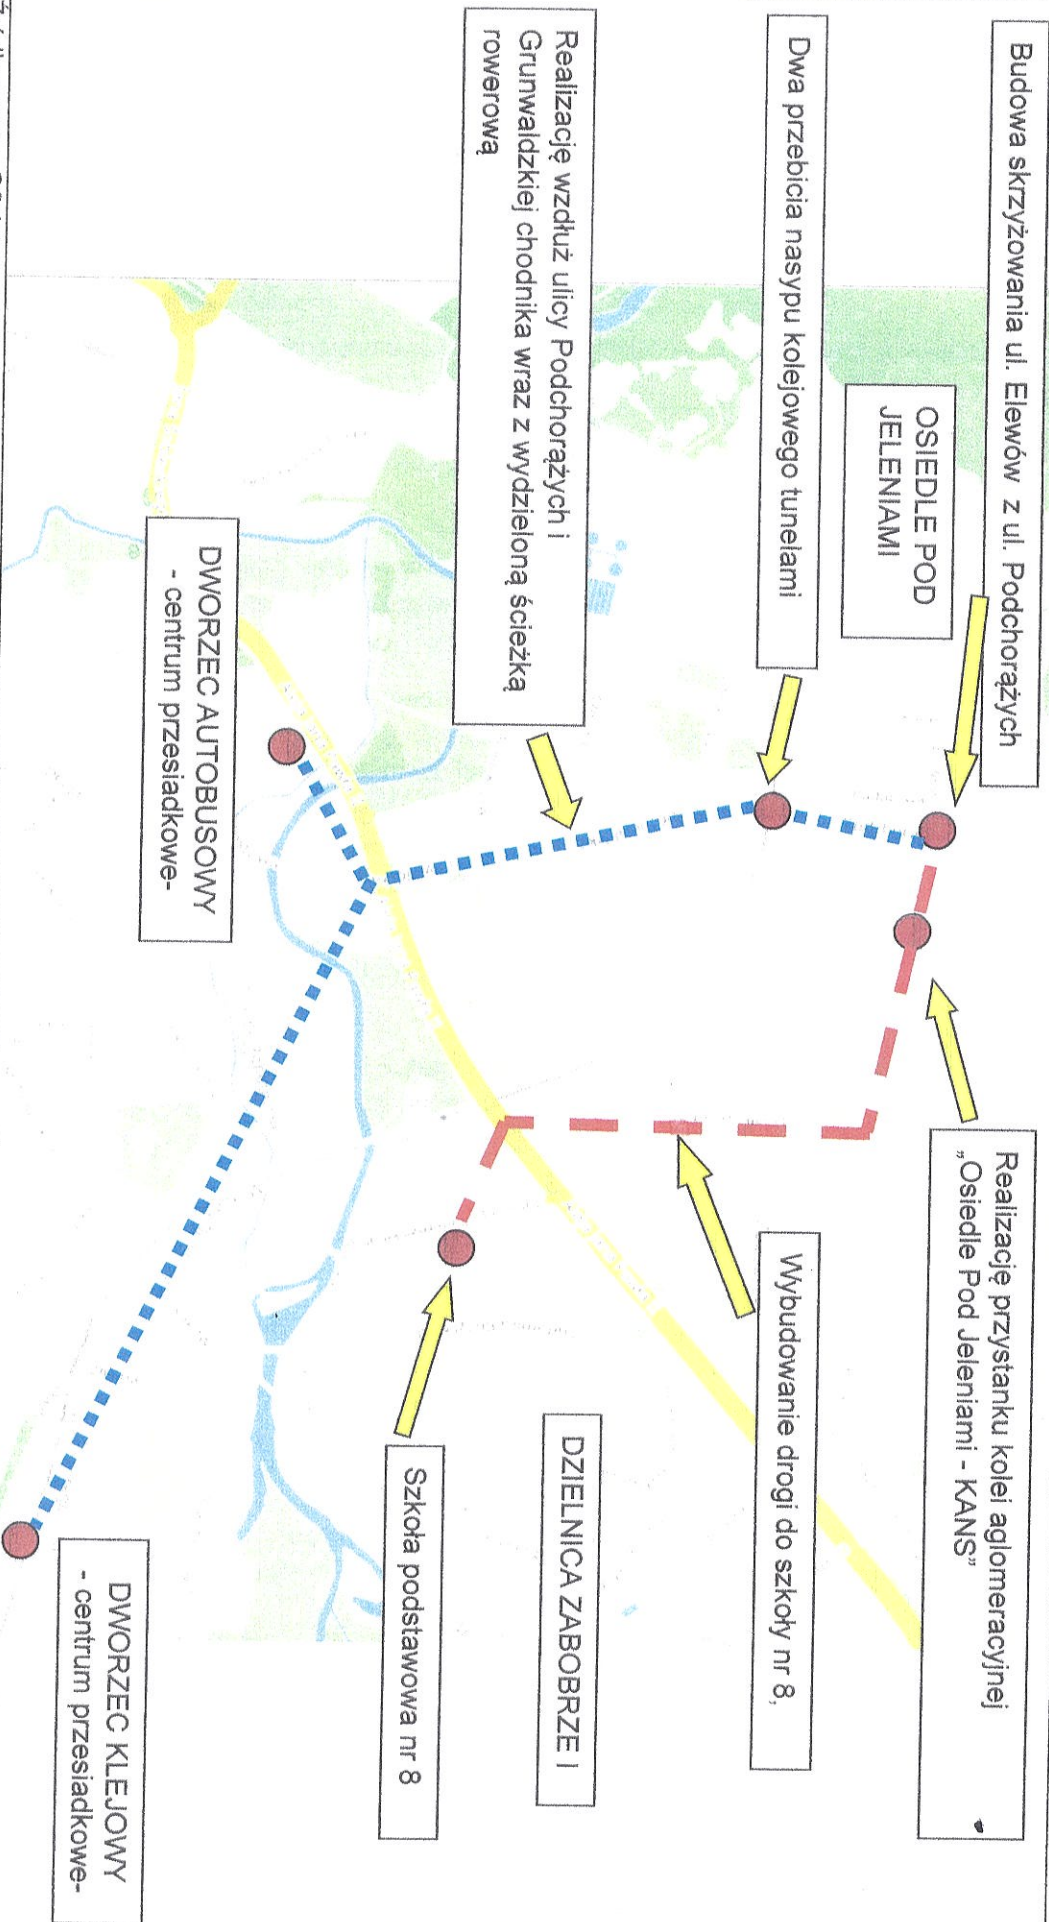 Budowa skrzyżowania ul. Elewów z ul. Podchorążych
OSIEDLE POD
JELENIAMI
Dwa przebicia nasypu kolejowego tunelami
Realizację wzdłuż ulicy Podchorążych i
Grunwaldzkiej chodnika wraz z wydzieloną ścieżką
rowerową
DWORZEC AUTOBUSOWY
- centrum przesiadkowe-
Realizację przystanku kolei aglomeracyjnej
„Osiedle Pod Jeleniami - KANS”
Wybudowanie drogi do szkoły nr 8,
DZIELNICA ZABOBRZE I
Szkoła podstawowa nr 8
DWORZEC KLEJOWY
- centrum przesiadkowe-